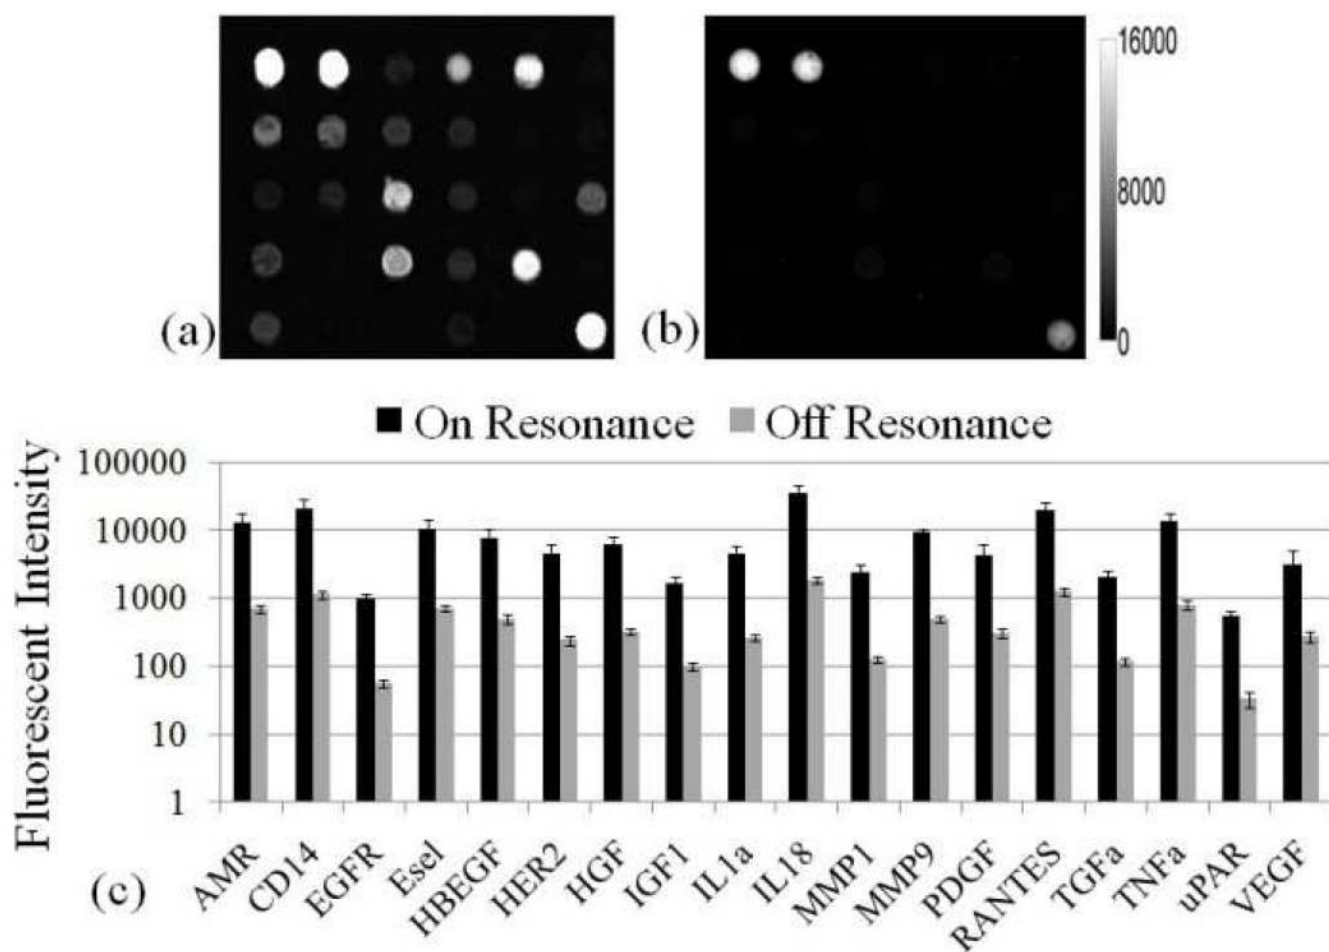 16000
8000
0
(a)
(b)
On Resonance
Off Resonance
Fluorescent Intensity
100000
10000
1000
100
10
1
AMR
CD14
EGFR
Esel
HBEGF
HER2
HGF
IGF1
IL1a
IL18
MMP1
MMP9
PDGF
RANTES
TGFa
TNFa
uPAR
VEGF
(c)